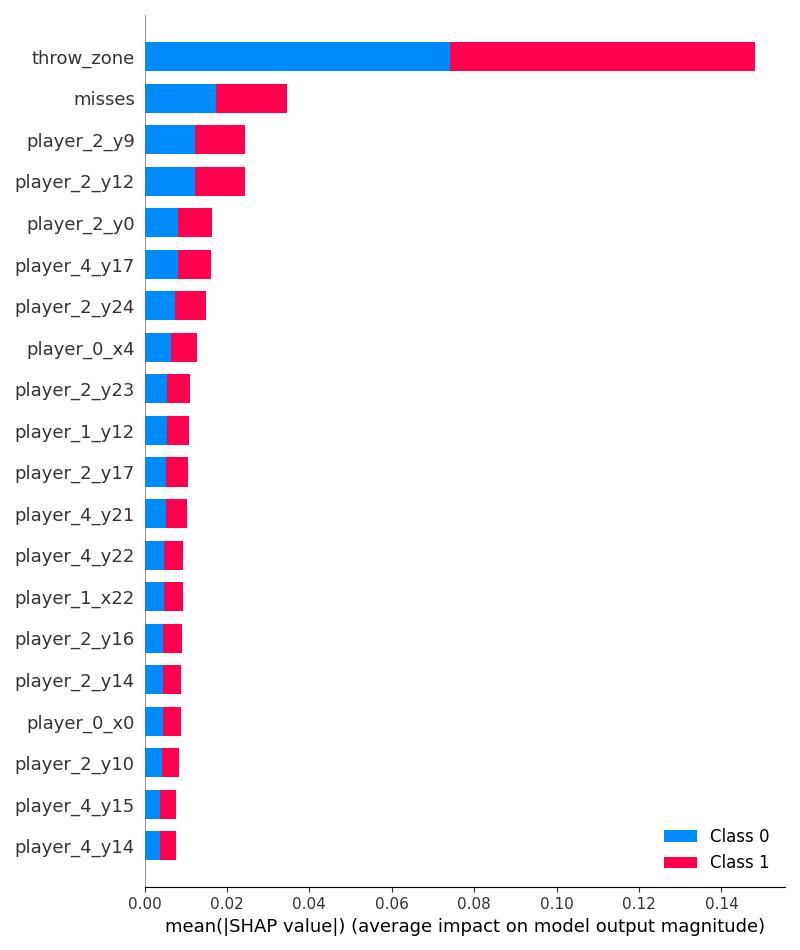 throw_zone
misses
player_2_y9
player_2_y12
player_2_y0
player_4_y17
player_2_y24
player_0_x4
player_2_y23
player_1_y12
player_2_y17
player_4_y21
player_4_y22
player_1_x22
player_2_y16
player_2_y14
player_0_x0
player_2_y10
player_4_y15
player_4_y14
Class 0
Class 1
0.00 0.02 0.04 0.06 0.08 0.10 0.12 0.14
mean(|SHAP value|) (average impact on model output magnitude)